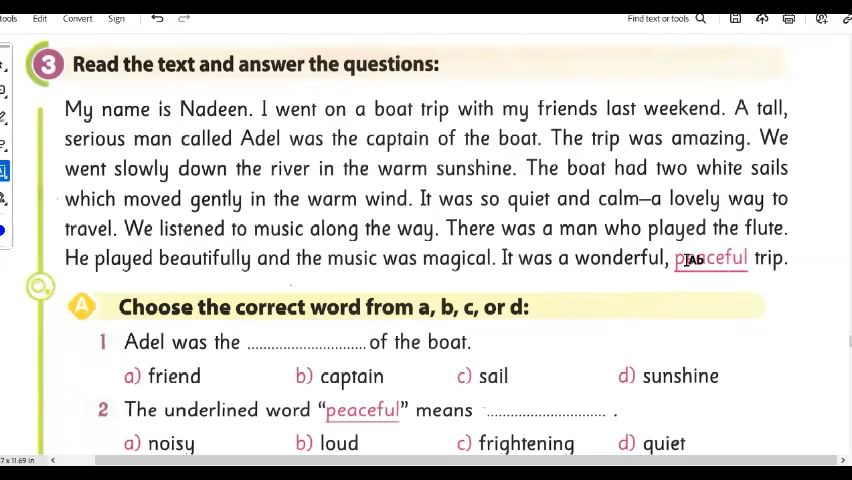 tools Edit Convert Sign Find text or tools
3 Read the text and answer the questions:
My name is Nadeen. I went on a boat trip with my friends last weekend. A tall,
serious man called Adel was the captain of the boat. The trip was amazing. We
went slowly down the river in the warm sunshine. The boat had two white sails
which moved gently in the warm wind. It was so quiet and calm–a lovely way to
travel. We listened to music along the way. There was a man who played the flute.
He played beautifully and the music was magical. It was a wonderful, peaceful trip.
A Choose the correct word from a, b, c, or d:
1 Adel was the .............................. of the boat.
a) friend b) captain c) sail d) sunshine
2 The underlined word “peaceful” means .............................. .
a) noisy b) loud c) frightening d) quiet
7 x 11.69 in